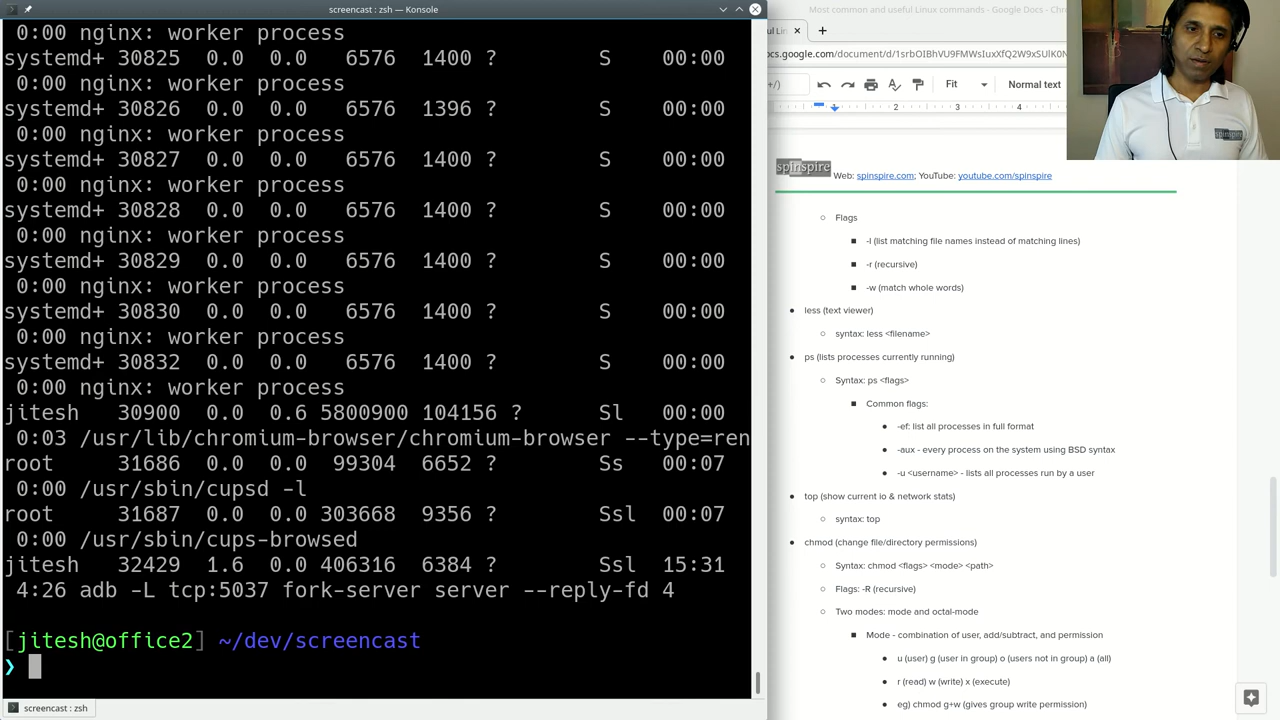 screencast : zsh — Konsole
0:00 nginx: worker process
systemd+ 30825 0.0 0.0 6576 1400 ? S 00:00
0:00 nginx: worker process
systemd+ 30826 0.0 0.0 6576 1396 ? S 00:00
0:00 nginx: worker process
systemd+ 30827 0.0 0.0 6576 1400 ? S 00:00
0:00 nginx: worker process
systemd+ 30828 0.0 0.0 6576 1400 ? S 00:00
0:00 nginx: worker process
systemd+ 30829 0.0 0.0 6576 1400 ? S 00:00
0:00 nginx: worker process
systemd+ 30830 0.0 0.0 6576 1400 ? S 00:00
0:00 nginx: worker process
systemd+ 30832 0.0 0.0 6576 1400 ? S 00:00
0:00 nginx: worker process
jitesh 30900 0.0 0.6 5800900 104156 ? Sl 00:00
0:03 /usr/lib/chromium-browser/chromium-browser --type=ren
root 31686 0.0 0.0 99304 6652 ? Ss 00:07
0:00 /usr/sbin/cupsd -l
root 31687 0.0 0.0 303668 9356 ? Ssl 00:07
0:00 /usr/sbin/cups-browsed
jitesh 32429 1.6 0.0 406316 6384 ? Ssl 15:31
4:26 adb -L tcp:5037 fork-server server --reply-fd 4
[jitesh@office2] ~/dev/screencast
❯
screencast : zsh
Most common and useful Linux commands - Google Docs - Chr
ful Lin
ocs.google.com/document/d/
+/) Fit Normal text
1 2 3 4
spinspire Web: spinspire.com; YouTube: youtube.com/spinspire
○ Flags
■ -l (list matching file names instead of matching lines)
■ -r (recursive)
■ -w (match whole words)
● less (text viewer)
○ syntax: less <filename>
● ps (lists processes currently running)
○ Syntax: ps <flags>
■ Common flags:
● -ef: list all processes in full format
● -aux - every process on the system using BSD syntax
● -u <username> - lists all processes run by a user
● top (show current io & network stats)
○ syntax: top
● chmod (change file/directory permissions)
○ Syntax: chmod <flags> <mode> <path>
○ Flags: -R (recursive)
○ Two modes: mode and octal-mode
■ Mode - combination of user, add/subtract, and permission
● u (user) g (user in group) o (users not in group) a (all)
● r (read) w (write) x (execute)
● eg) chmod g+w (gives group write permission)
spinspire